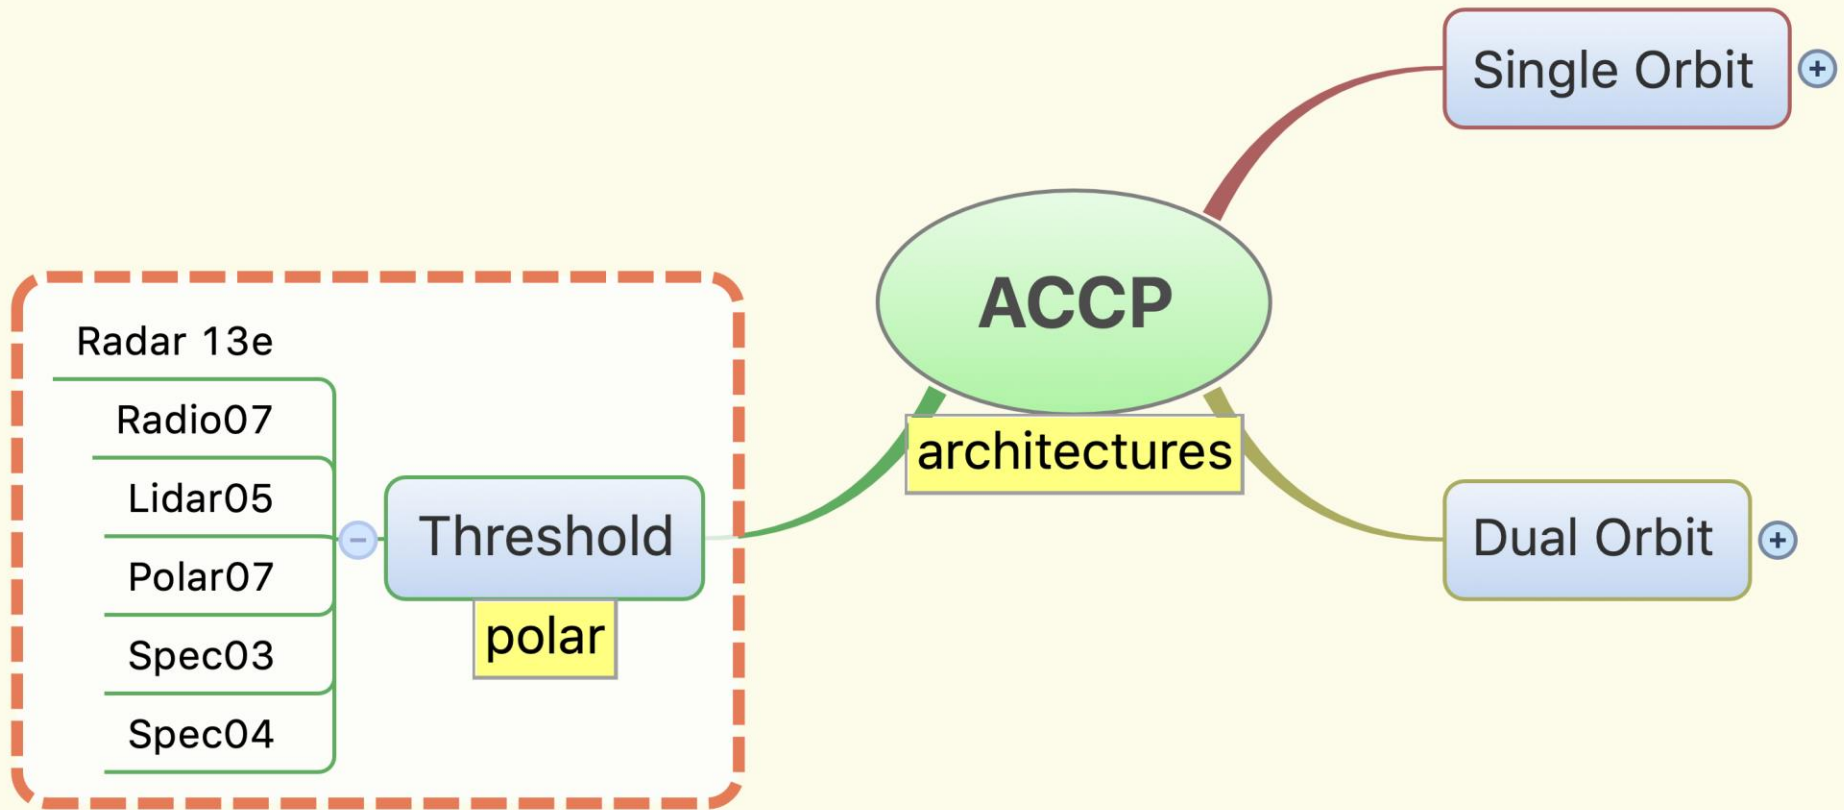 Single Orbit
ACCP
architectures
Radar 13e
Radio07
Lidar05
Polar07
Spec03
Spec04
Threshold
polar
Dual Orbit